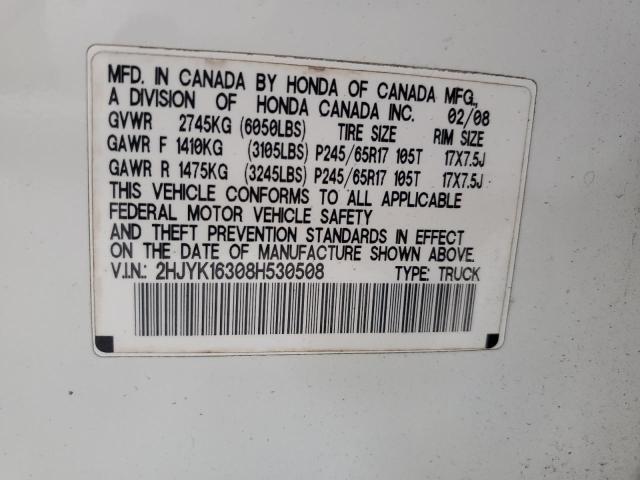 MFD. IN CANADA BY HONDA OF CANADA MFG.,
A DIVISION OF HONDA CANADA INC. 02/08
GVWR 2745KG (6050LBS) TIRE SIZE RIM SIZE
GAWR F 1410KG (3105LBS) P245/65R17 105T 17X7.5J
GAWR R 1475KG (3245LBS) P245/65R17 105T 17X7.5J
THIS VEHICLE CONFORMS TO ALL APPLICABLE
FEDERAL MOTOR VEHICLE SAFETY
AND THEFT PREVENTION STANDARDS IN EFFECT
ON THE DATE OF MANUFACTURE SHOWN ABOVE.
V.I.N.: 2HJYK16308H530508 TYPE: TRUCK